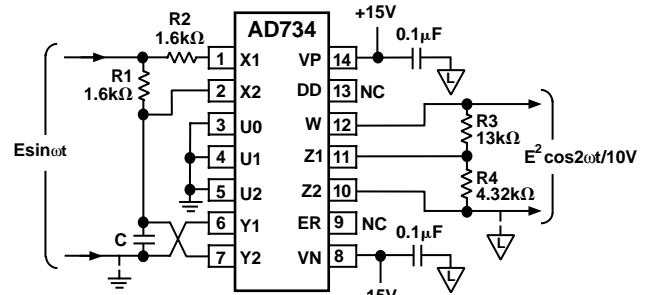 AD734
+15V
0.1μF
L
R2
1.6kΩ
R1
1.6kΩ
1 X1
2 X2
3 U0
4 U1
5 U2
6 Y1
7 Y2
VP 14
DD 13 NC
W 12
Z1 11
Z2 10
ER 9 NC
VN 8
Esinωt
C
R3
13kΩ
R4
4.32kΩ
E² cos2ωt/10V
L
0.1μF
L
15V